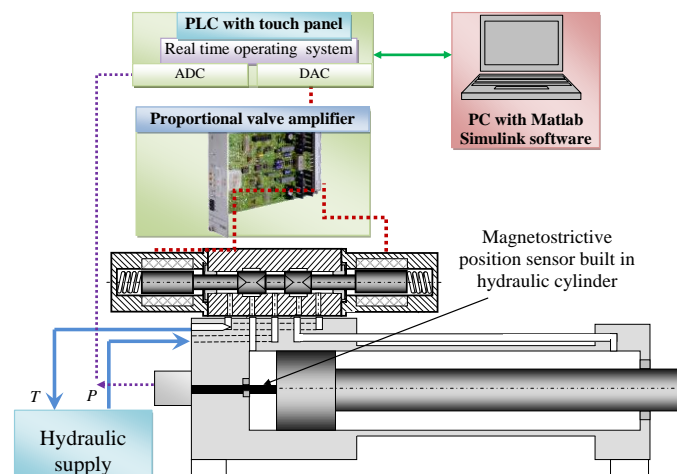 PLC with touch panel
Real time operating system
ADC
DAC
Proportional valve amplifier
PC with Matlab
Simulink software
Magnetostrictive
position sensor built in
hydraulic cylinder
T
P
Hydraulic
supply